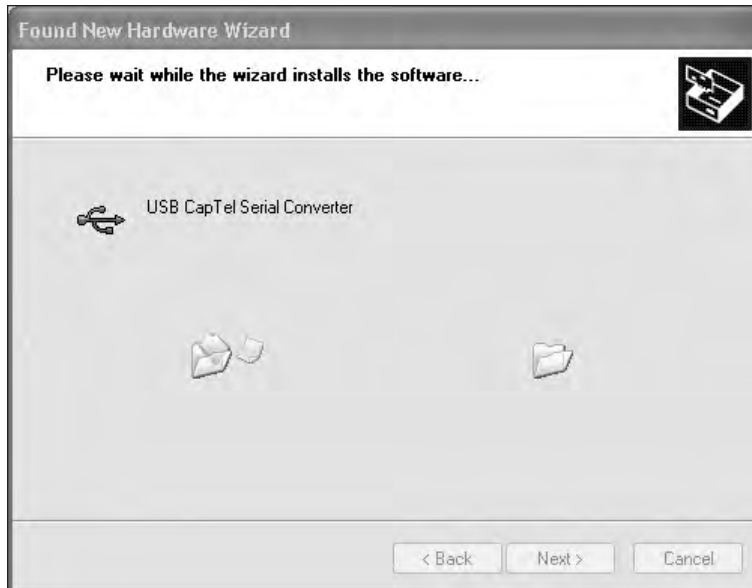 Found New Hardware Wizard
Please wait while the wizard installs the software...
USB CapTel Serial Converter
< Back
Next >
Cancel